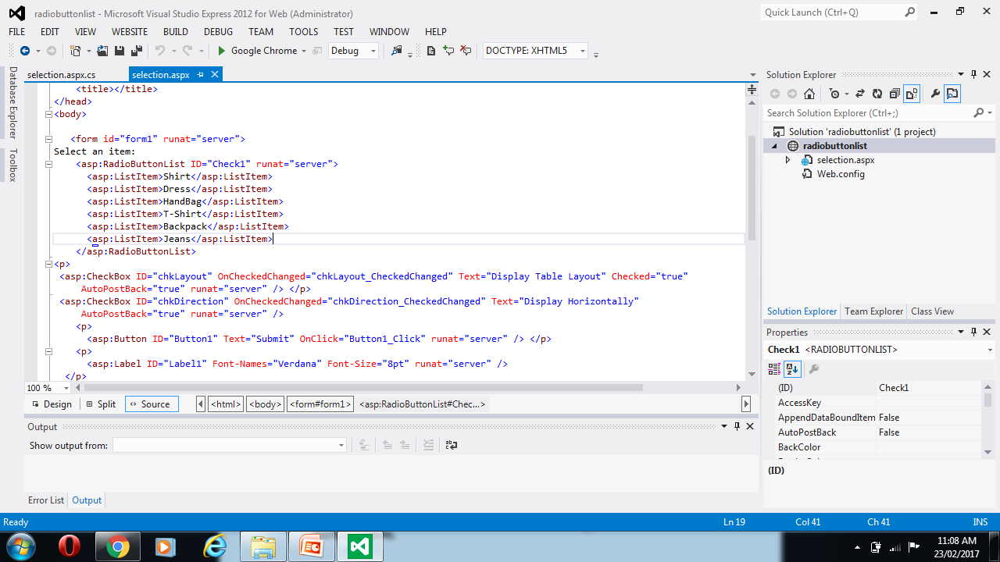 radiobuttonlist - Microsoft Visual Studio Express 2012 for Web (Administrator)
Quick Launch (Ctrl+Q)
FILE EDIT VIEW WEBSITE BUILD DEBUG TEAM TOOLS TEST WINDOW HELP
Google Chrome Debug DOCTYPE: XHTML5
Database Explorer
Toolbox
selection.aspx.cs selection.aspx
<title></title>
</head>
<body>
<form id="form1" runat="server">
Select an item:
<asp:RadioButtonList ID="Check1" runat="server">
<asp:ListItem>Shirt</asp:ListItem>
<asp:ListItem>Dress</asp:ListItem>
<asp:ListItem>HandBag</asp:ListItem>
<asp:ListItem>T-Shirt</asp:ListItem>
<asp:ListItem>Backpack</asp:ListItem>
<asp:ListItem>Jeans</asp:ListItem>
</asp:RadioButtonList>
<p>
<asp:CheckBox ID="chkLayout" OnCheckedChanged="chkLayout_CheckedChanged" Text="Display Table Layout" Checked="true"
AutoPostBack="true" runat="server" /> </p>
<asp:CheckBox ID="chkDirection" OnCheckedChanged="chkDirection_CheckedChanged" Text="Display Horizontally"
AutoPostBack="true" runat="server" />
<p>
<asp:Button ID="Button1" Text="Submit" OnClick="Button1_Click" runat="server" /> </p>
<p>
<asp:Label ID="Label1" Font-Names="Verdana" Font-Size="8pt" runat="server" />
</p>
100 %
Design Split Source <html> <body> <form#form1> <asp:RadioButtonList#Chec...>
Output
Show output from:
Error List Output
Solution Explorer
Search Solution Explorer (Ctrl+;)
Solution 'radiobuttonlist' (1 project)
radiobuttonlist
selection.aspx
Web.config
Solution Explorer Team Explorer Class View
Properties
Check1 <RADIOBUTTONLIST>
(ID) Check1
AccessKey
AppendDataBoundItem False
AutoPostBack False
BackColor
(ID)
Ready Ln 19 Col 41 Ch 41 INS
11:08 AM
23/02/2017